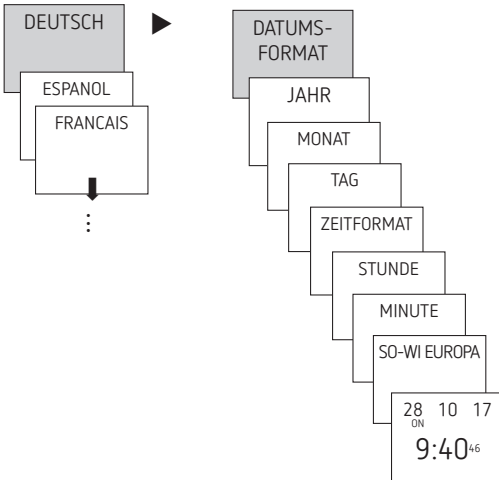 DEUTSCH
ESPANOL
FRANCAIS
DATUMS-
FORMAT
JAHR
MONAT
TAG
ZEITFORMAT
STUNDE
MINUTE
SO-WI EUROPA
28 10 17
ON
9:40 46